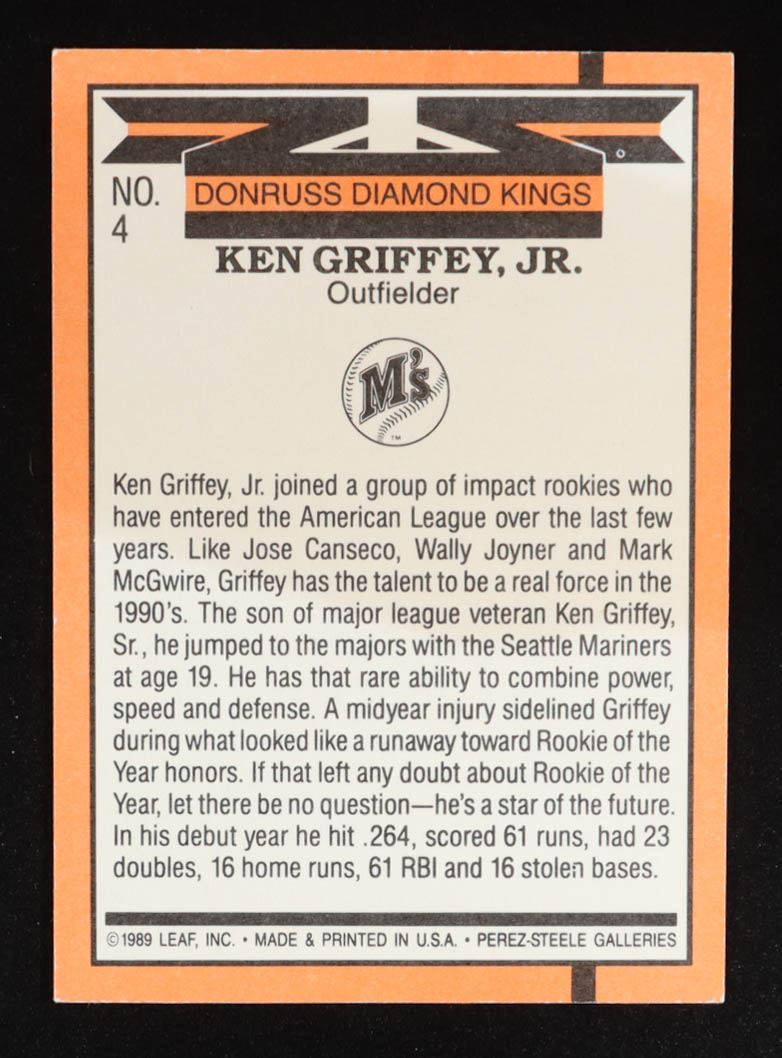 NO.
4
DONRUSS DIAMOND KINGS
KEN GRIFFEY, JR.
Outfielder
M's
TM
Ken Griffey, Jr. joined a group of impact rookies who
have entered the American League over the last few
years. Like Jose Canseco, Wally Joyner and Mark
McGwire, Griffey has the talent to be a real force in the
1990's. The son of major league veteran Ken Griffey,
Sr., he jumped to the majors with the Seattle Mariners
at age 19. He has that rare ability to combine power,
speed and defense. A midyear injury sidelined Griffey
during what looked like a runaway toward Rookie of the
Year honors. If that left any doubt about Rookie of the
Year, let there be no question—he's a star of the future.
In his debut year he hit .264, scored 61 runs, had 23
doubles, 16 home runs, 61 RBI and 16 stolen bases.
©1989 LEAF, INC. • MADE & PRINTED IN U.S.A. • PEREZ-STEELE GALLERIES